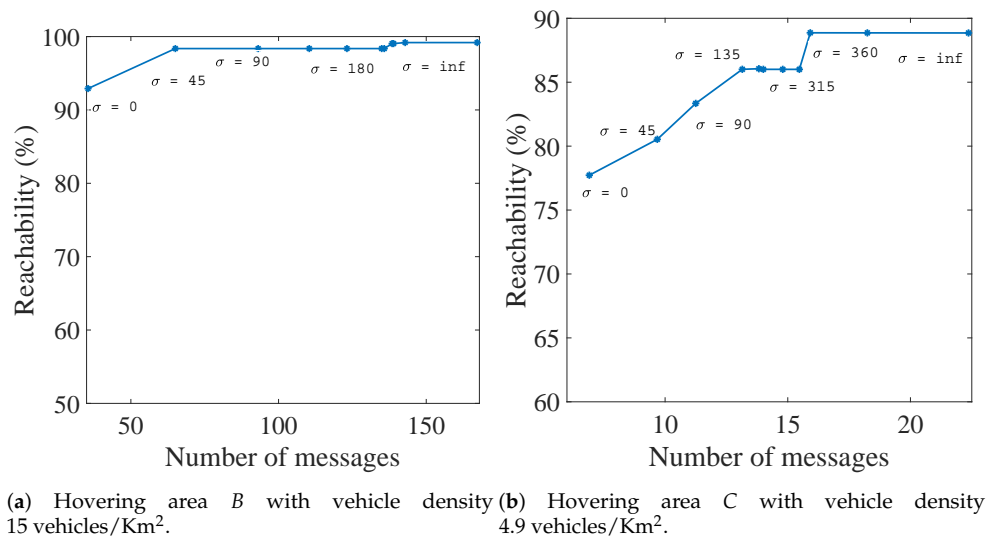 100
90
80
70
60
50
Reachability (%)
σ = 0
σ = 45
σ = 90
σ = 180
σ = inf
50
100
150
Number of messages
90
85
80
75
70
65
60
Reachability (%)
σ = 135
σ = 360
σ = inf
σ = 315
σ = 45
σ = 90
σ = 0
10
15
20
Number of messages
(a) Hovering area B with vehicle density
15 vehicles/Km².
(b) Hovering area C with vehicle density
4.9 vehicles/Km².